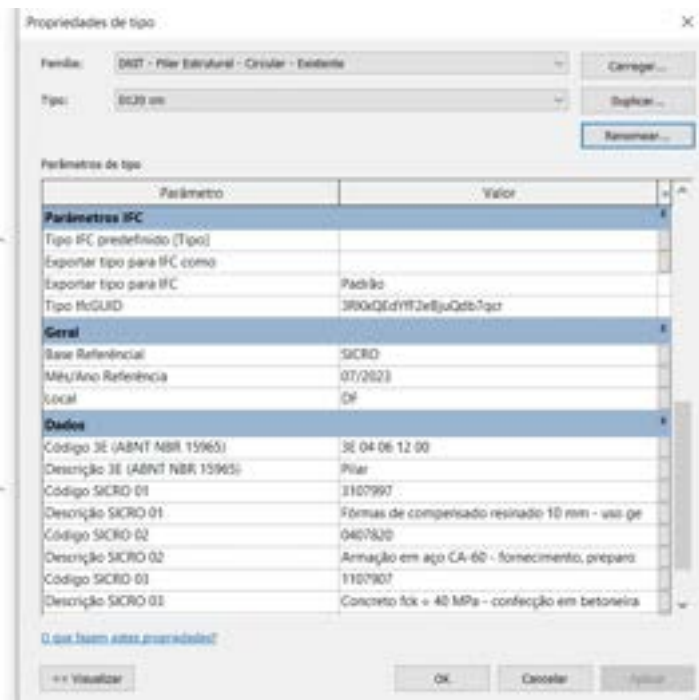 Propriedades de tipo
Família: DNIT - Pilar Estrutural - Circular - Existente
Carregar...
Tipo: D120 cm
Duplicar...
Renomear...
Parâmetros de tipo
Parâmetro Valor
Parâmetros IFC
Tipo IFC predefinido [Tipo]
Exportar tipo para IFC como
Exportar tipo para IFC Padrão
Tipo IfcGUID
Geral
Base Referêncial SICRO
Mês/Ano Referência 07/2023
Local DF
Dados
Código 3E (ABNT NBR 15965) 3E 04 06 12 00
Descrição 3E (ABNT NBR 15965) Pilar
Código SICRO 01 3107997
Descrição SICRO 01 Fôrmas de compensado resinado 10 mm - uso ge
Código SICRO 02 0407820
Descrição SICRO 02 Armação em aço CA-60 - fornecimento, preparo
Código SICRO 03 1107907
Descrição SICRO 03 Concreto fck = 40 MPa - confecção em betoneira
O que fazem estas propriedades?
<< Visualizar OK Cancelar Aplicar